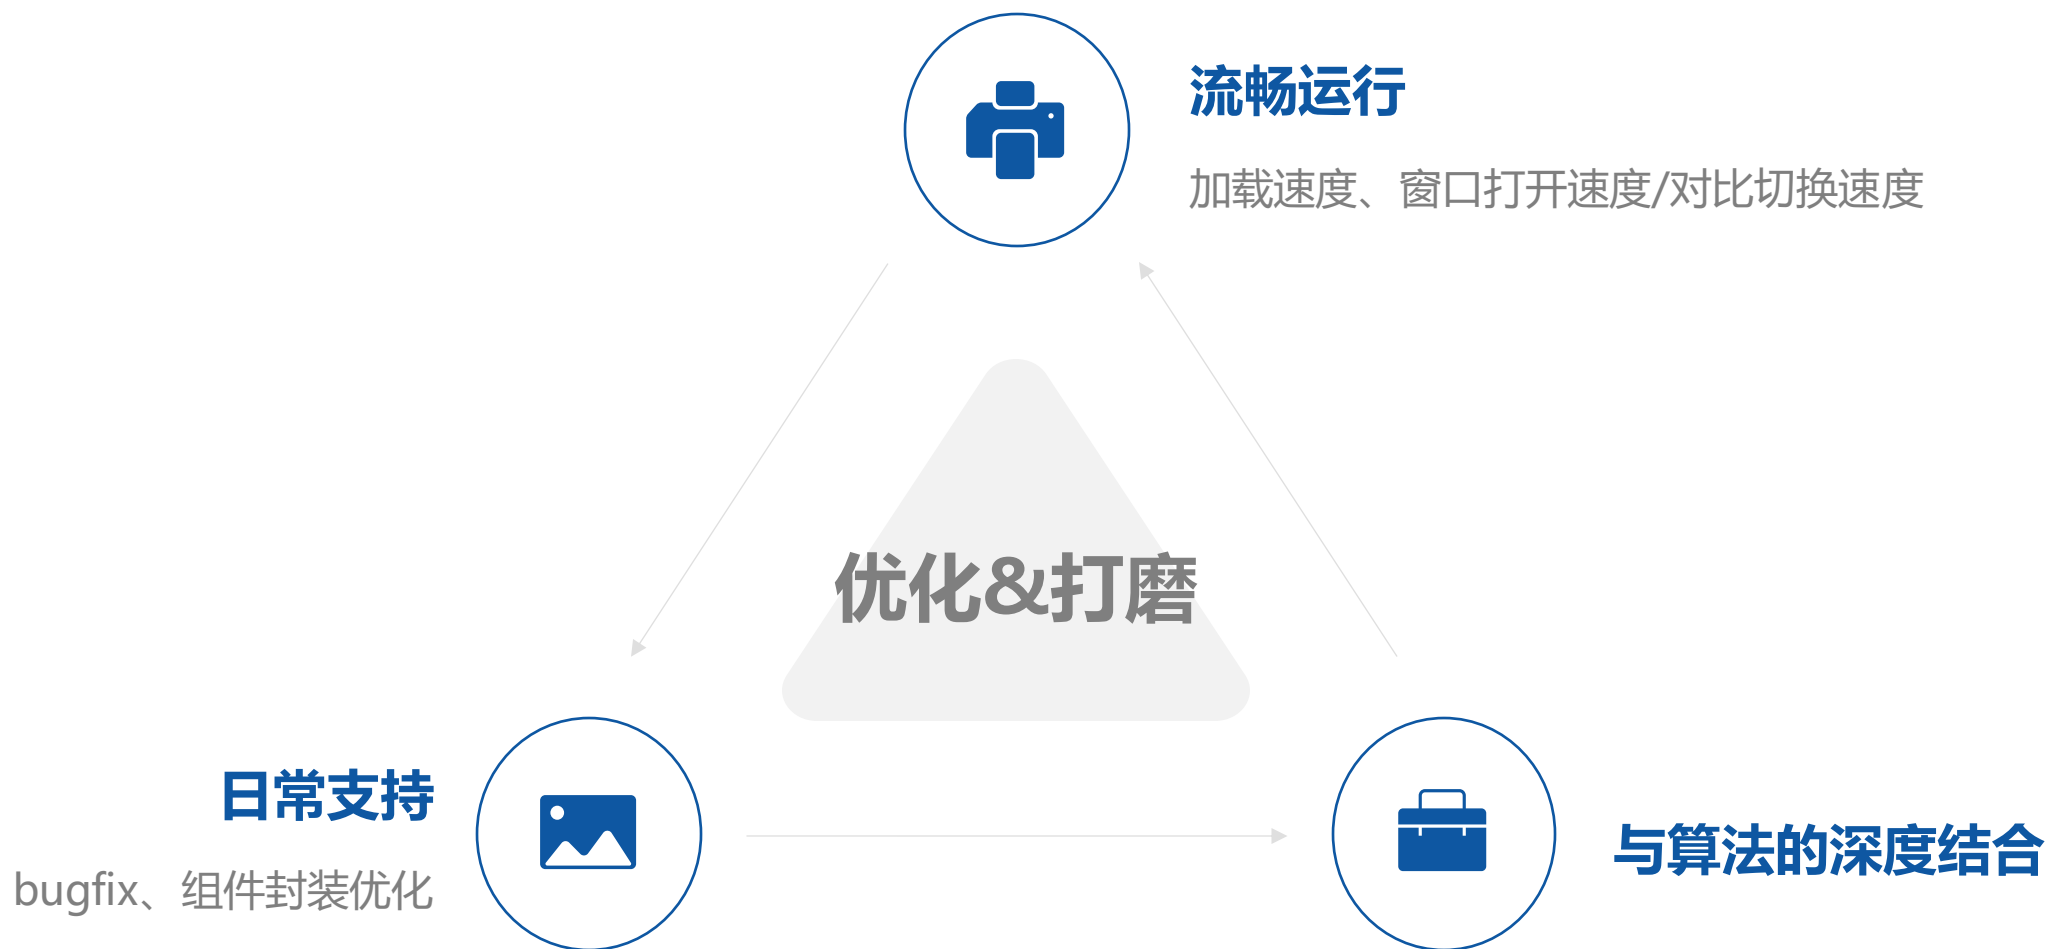 流畅运行
加载速度、窗口打开速度/对比切换速度
优化&打磨
日常支持
bugfix、组件封装优化
与算法的深度结合